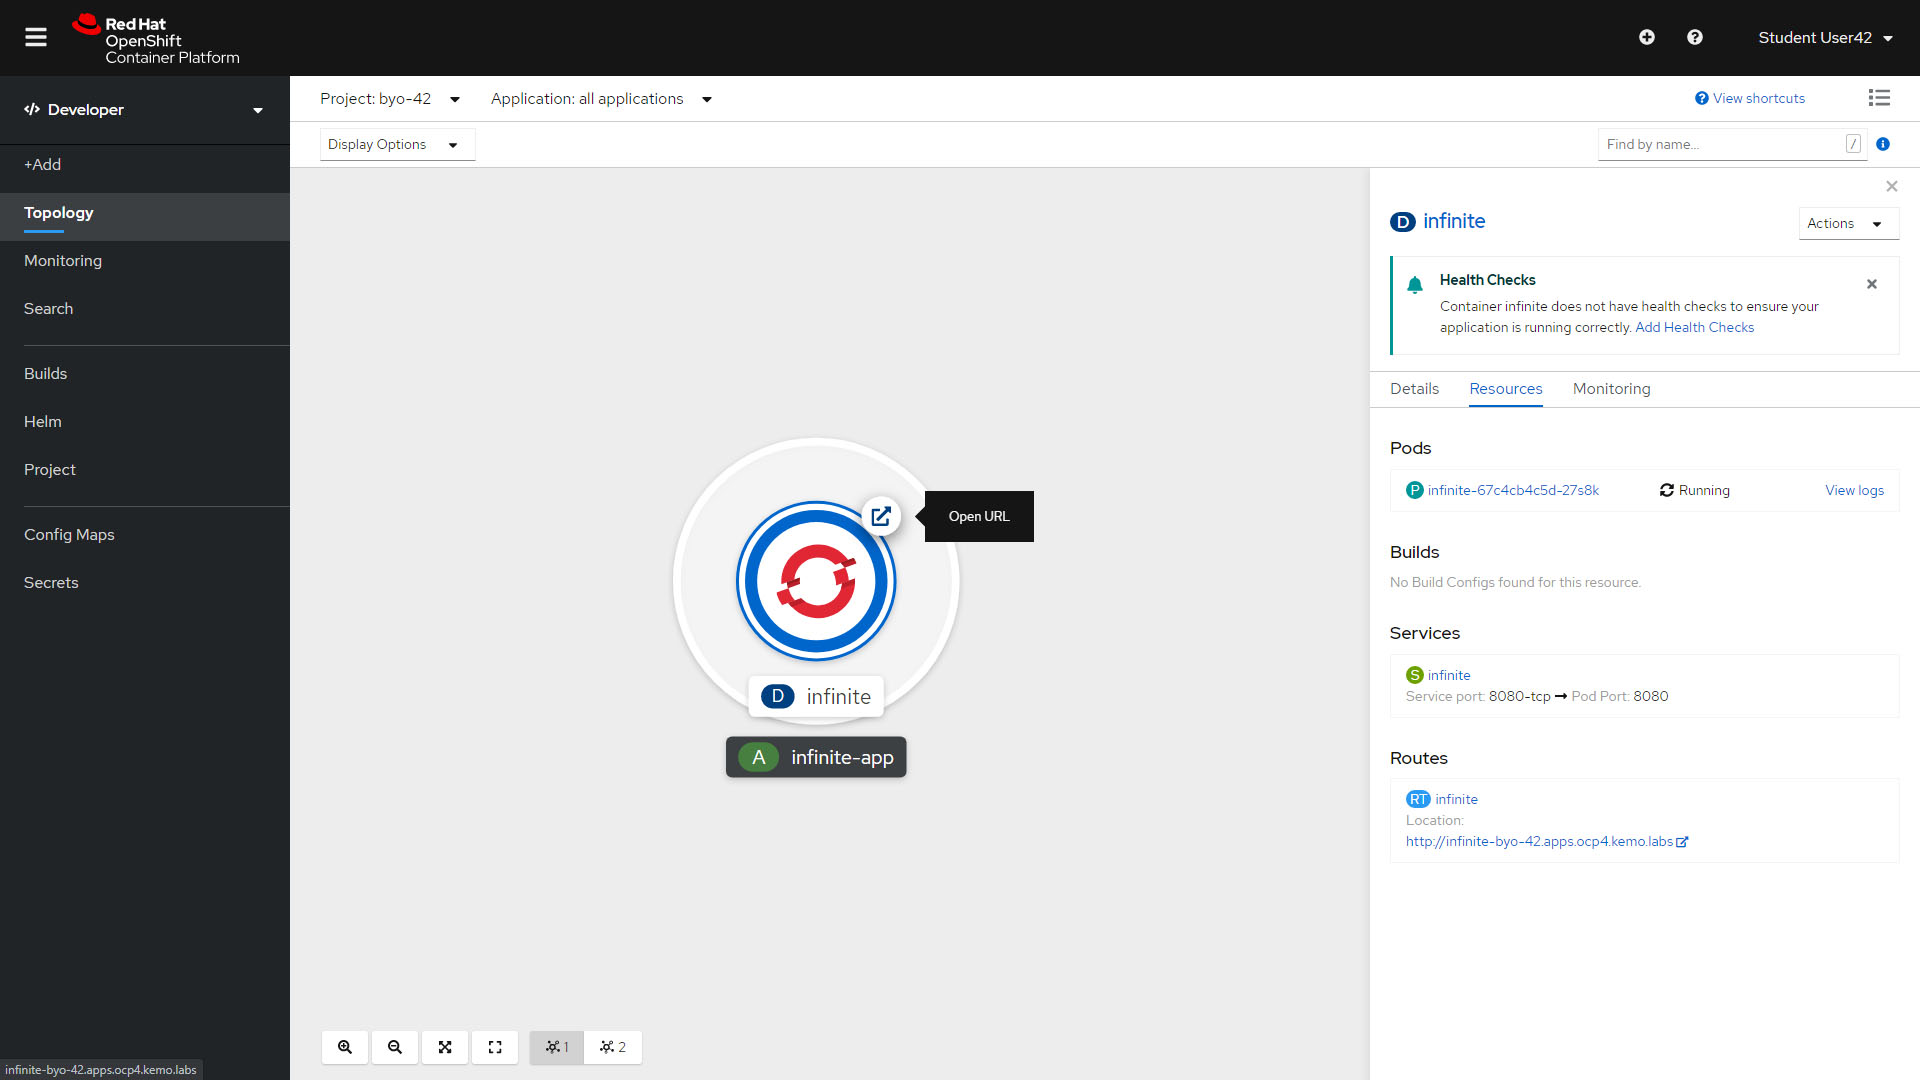 Red Hat
OpenShift
Container Platform
Student User42
Developer
+Add
Topology
Monitoring
Search
Builds
Helm
Project
Config Maps
Secrets
Project: byo-42
Application: all applications
View shortcuts
Display Options
Find by name...
/
Open URL
D infinite
A infinite-app
1
2
D infinite
Actions
Health Checks
Container infinite does not have health checks to ensure your
application is running correctly. Add Health Checks
Details Resources Monitoring
Pods
P infinite-67c4cb4c5d-27s8k Running View logs
Builds
No Build Configs found for this resource.
Services
S infinite
Service port: 8080-tcp → Pod Port: 8080
Routes
RT infinite
Location:
http://infinite-byo-42.apps.ocp4.kemo.labs
infinite-byo-42.apps.ocp4.kemo.labs